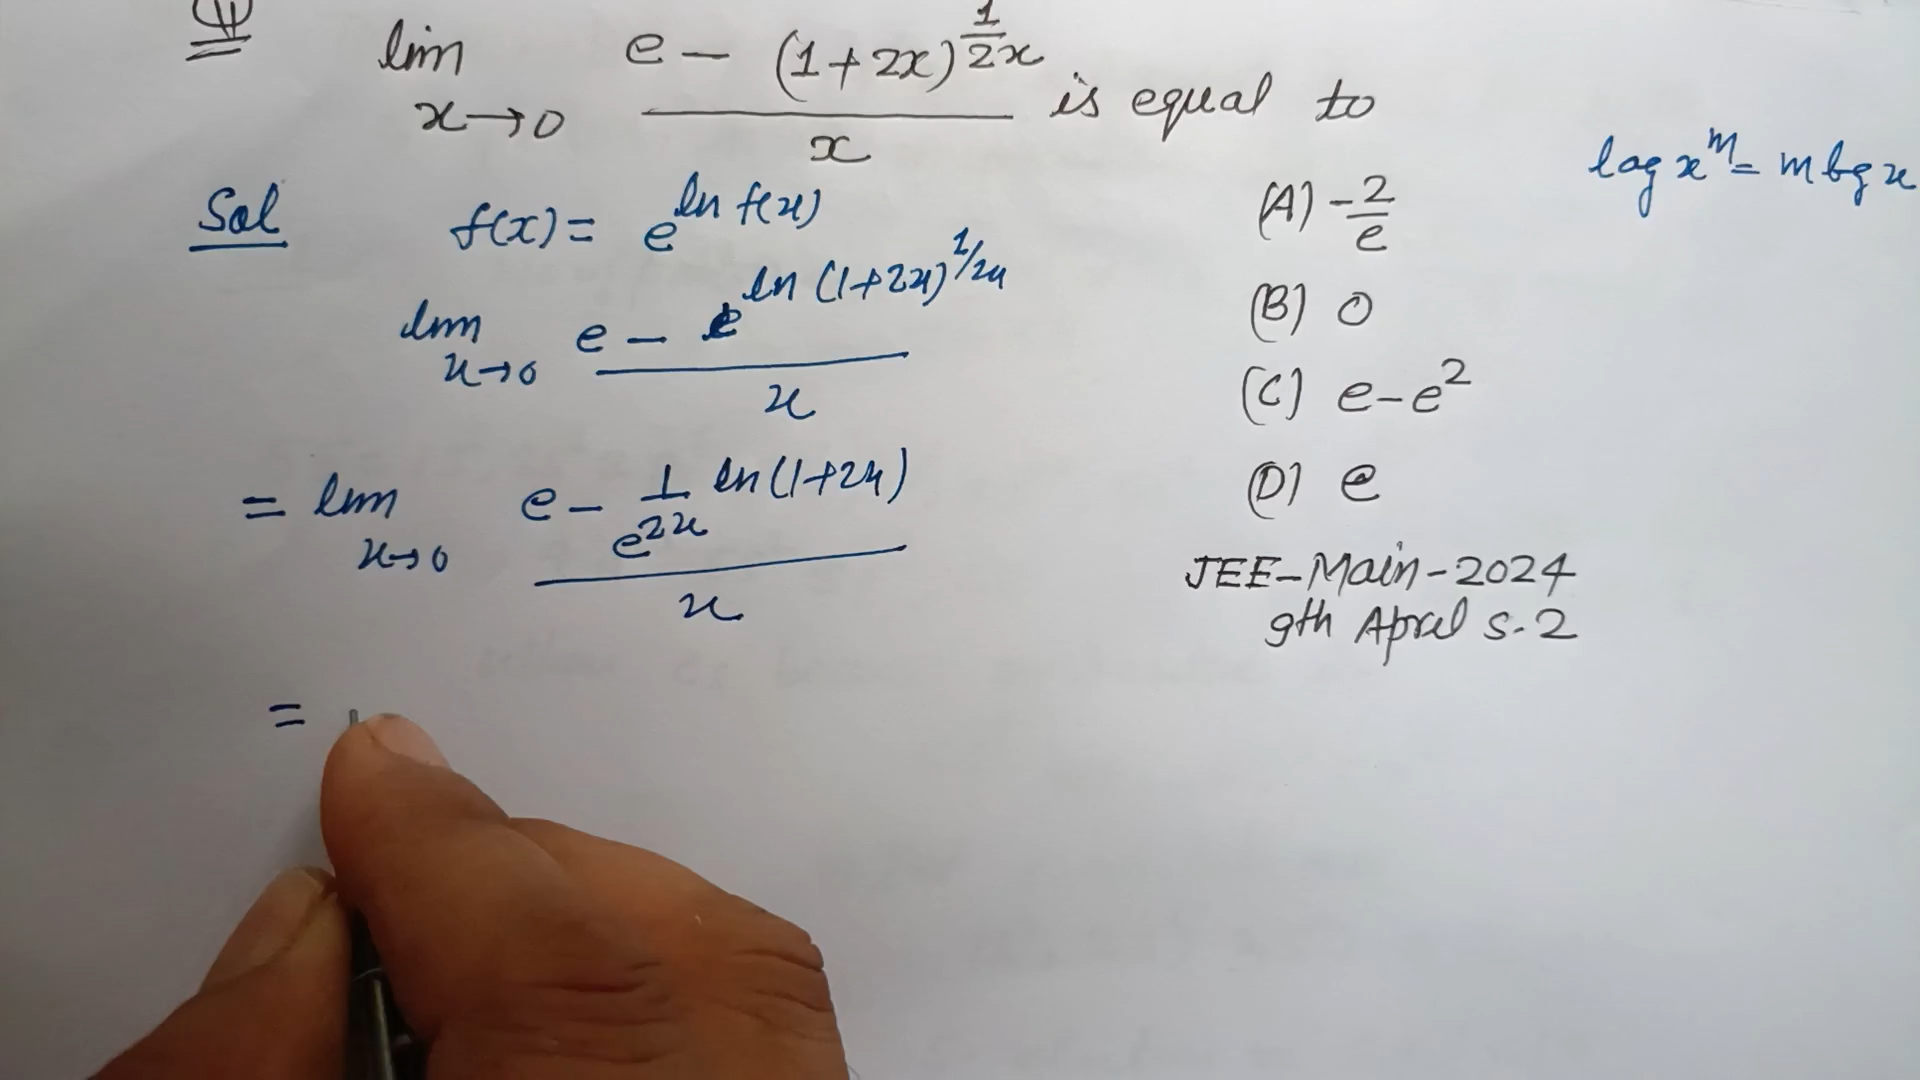 Q
lim e - (1+2x)^{1/2x}
x→0 x is equal to
log x^m = m log x
Sol f(x) = e^{ln f(x)}
(A) -2/e
lim e - e^{ln (1+2x)^{1/2x}}
x→0 x
(B) 0
(C) e-e^2
= lim e - e^{1/2x ln(1+2x)}
x→0 x
(D) e
JEE-Main-2024
9th April S-2
=